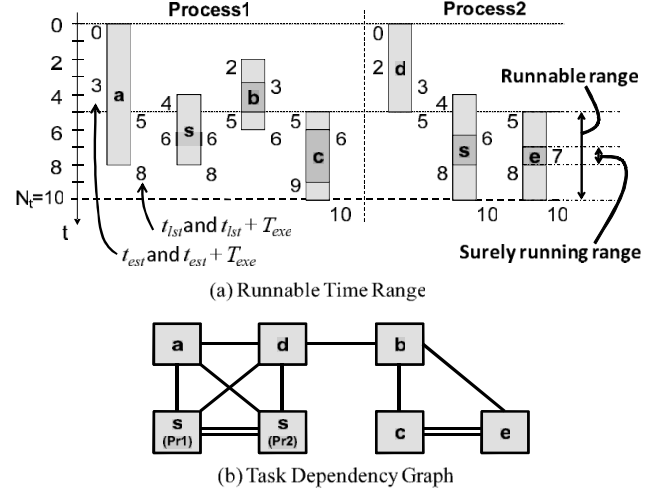 Process1 Process2
0 0 0
2 2 2 d 3 Runnable range
3 a 3
4 4 b 4
5 5 5 5 5
6 s 6 6 6 s 6 e 7
c
8 8 8 8 8
9
Nt=10 10 10 10
t
tlst and tlst + Texe
test and test + Texe
Surely running range
(a) Runnable Time Range
a d b
s s c e
(Pr1) (Pr2)
(b) Task Dependency Graph